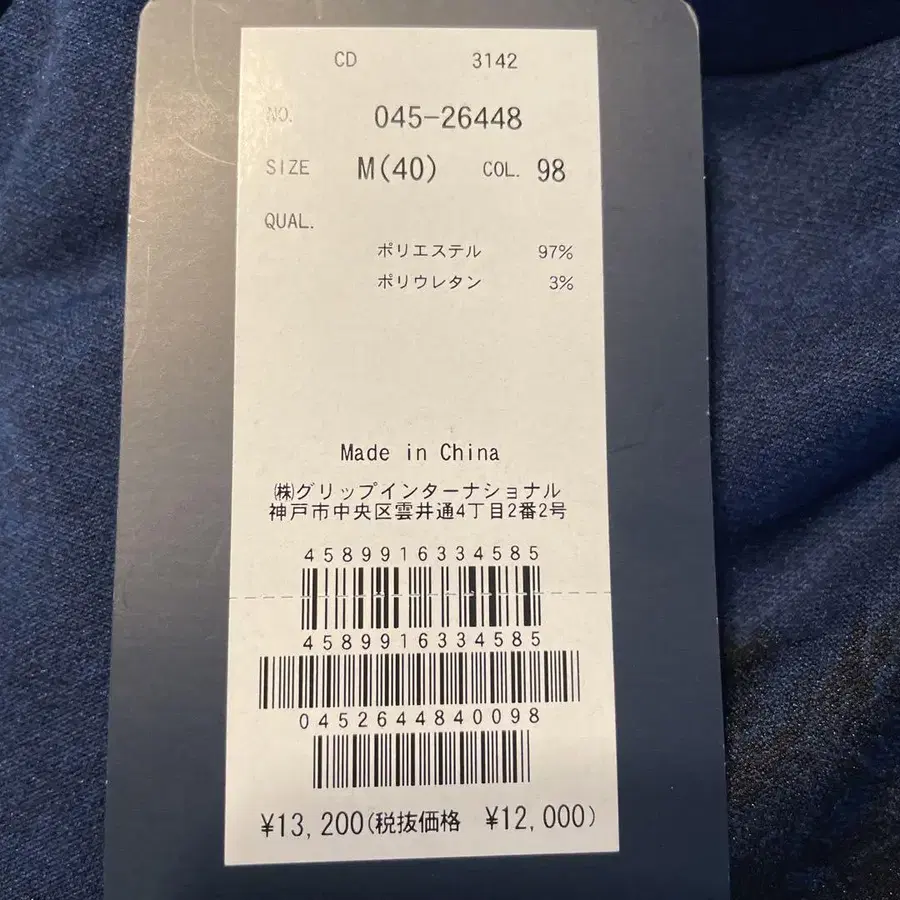 CD 3142
NO. 045-26448
SIZE M(40) COL. 98
QUAL.
ポリエステル 97%
ポリウレタン 3%
Made in China
㈱グリップインターナショナル
神戸市中央区雲井通4丁目2番2号
4589916334585
4589916334585
0452644840098
¥13,200(税抜価格 ¥12,000)